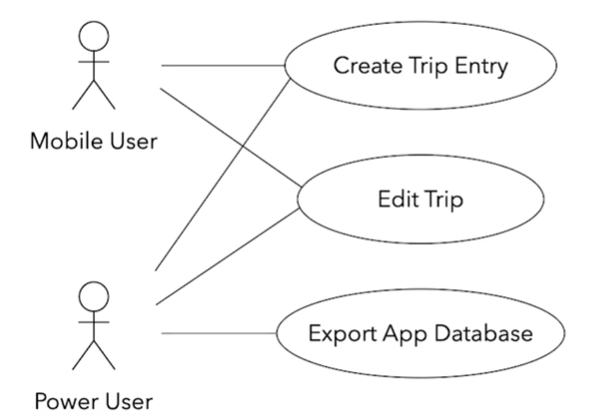 Create Trip Entry
Mobile User
Edit Trip
Export App Database
Power User